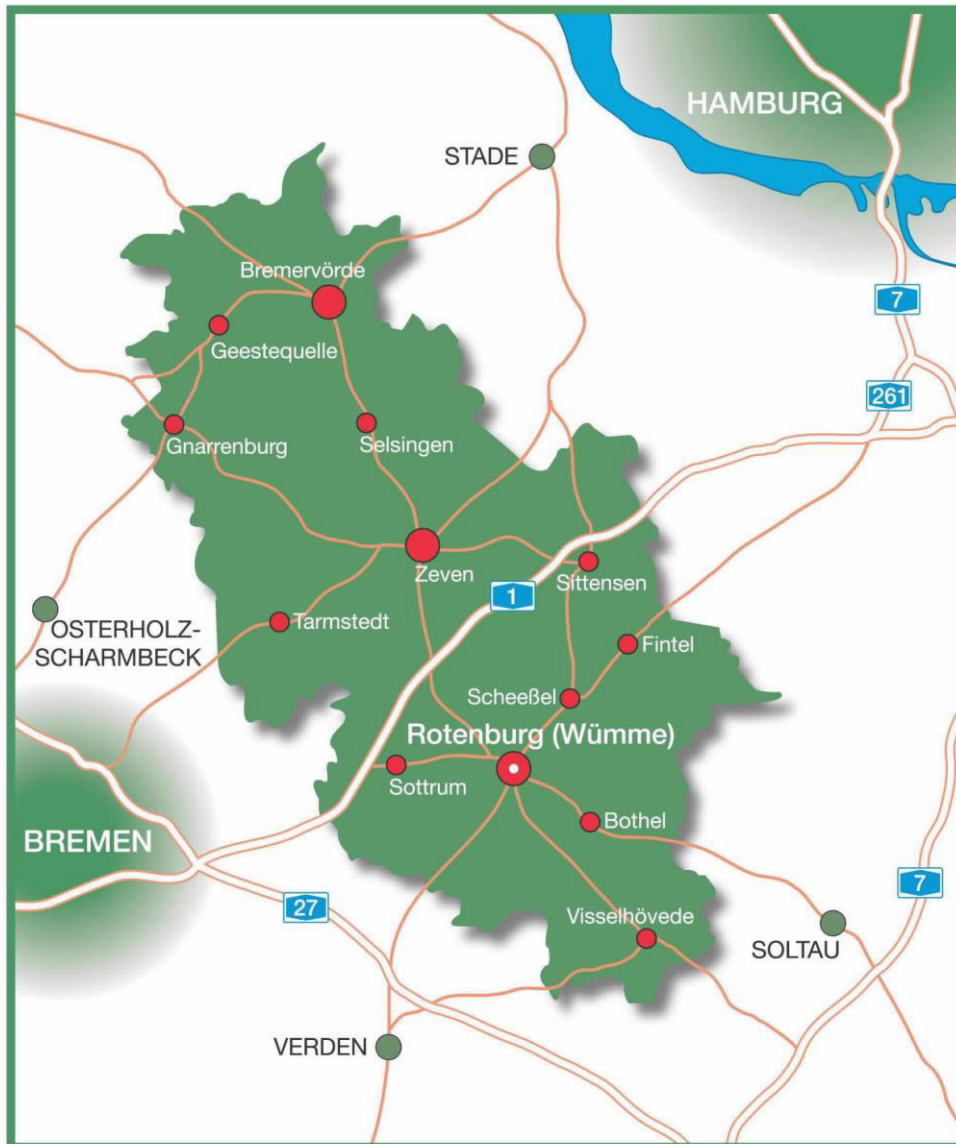 HAMBURG
STADE
Bremervörde
7
Geestequelle
261
Gnarrenburg
Selsingen
Zeven
Sittensen
1
OSTERHOLZ-
SCHARMBECK
Tarmstedt
Fintel
Scheeßel
Rotenburg (Wümme)
Sottrum
Bothel
BREMEN
7
27
Visselhövede
SOLTAU
VERDEN